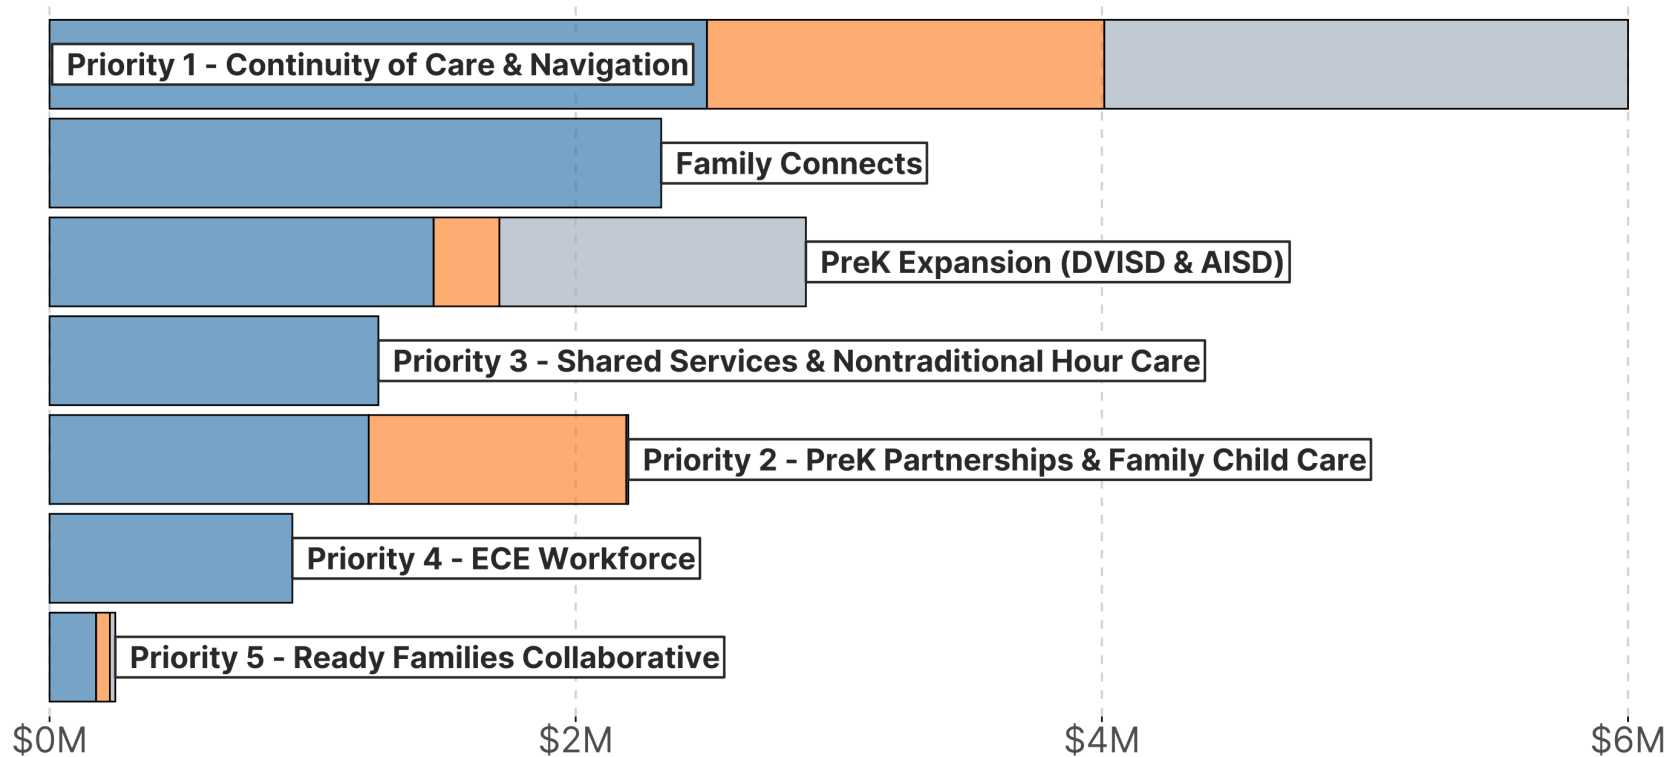 Priority 1 - Continuity of Care & Navigation
Family Connects
PreK Expansion (DVISD & AISD)
Priority 3 - Shared Services & Nontraditional Hour Care
Priority 2 - PreK Partnerships & Family Child Care
Priority 4 - ECE Workforce
Priority 5 - Ready Families Collaborative
$0M $2M $4M $6M